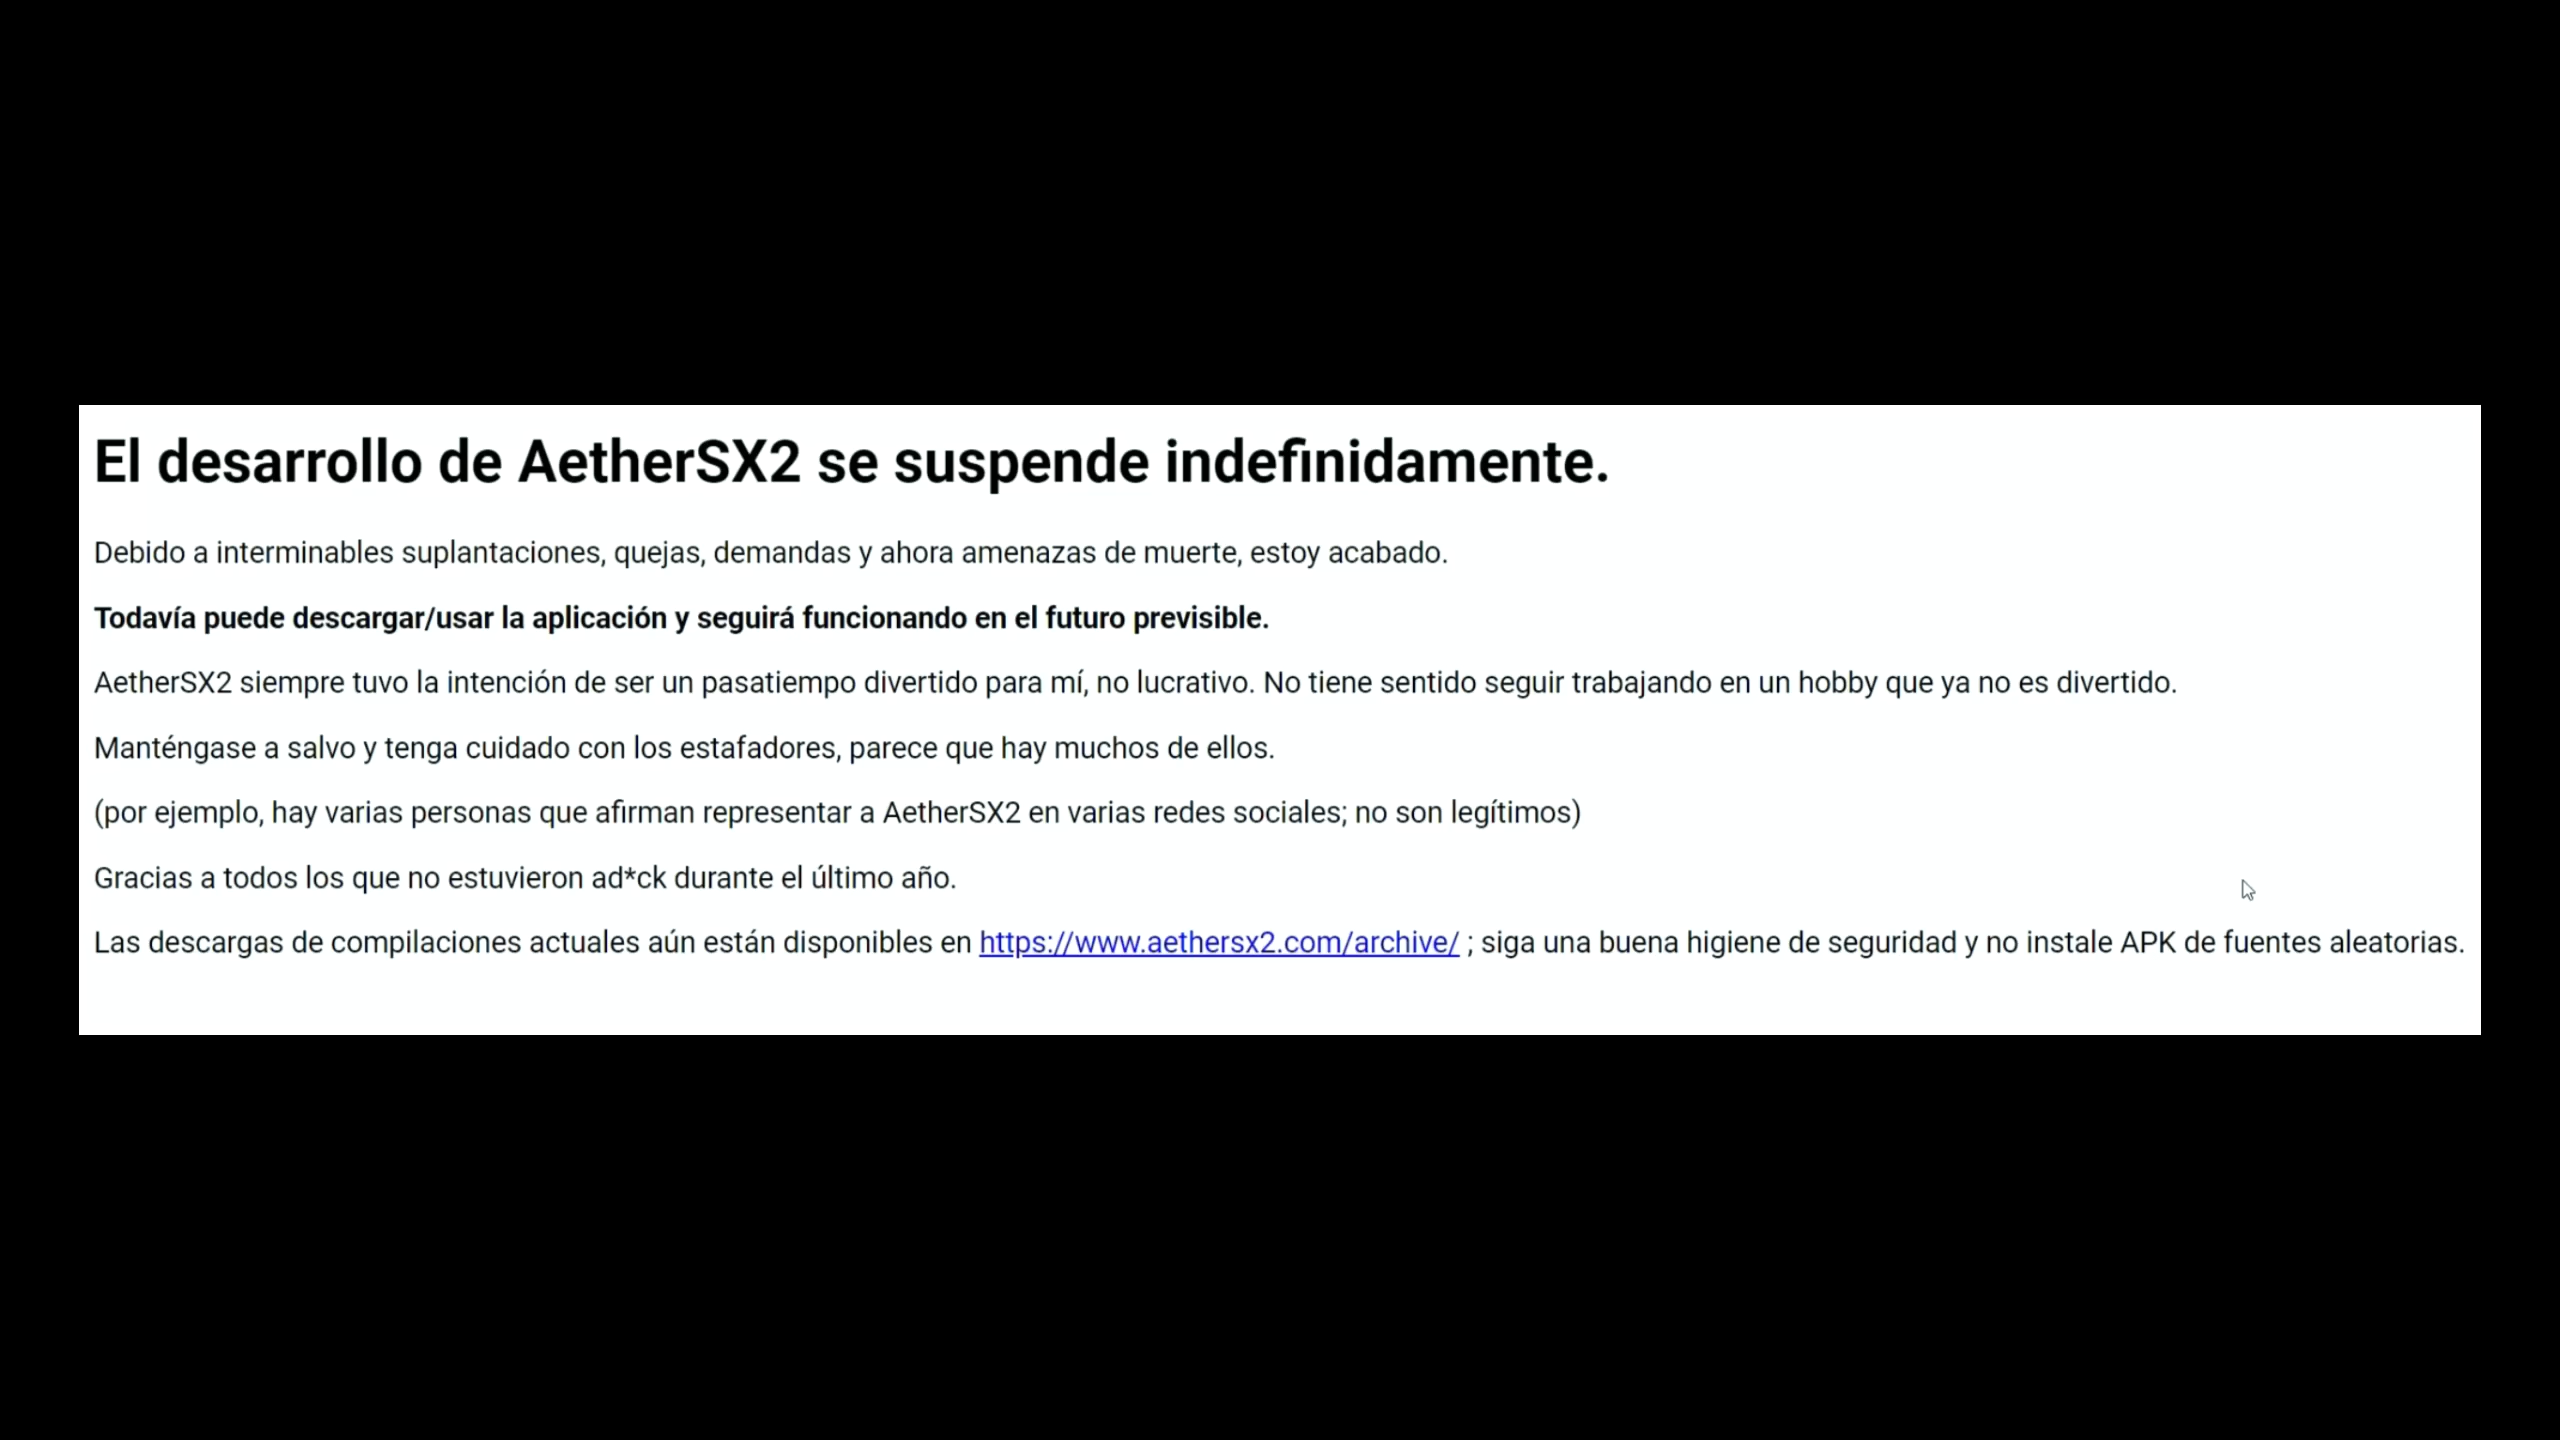 El desarrollo de AetherSX2 se suspende indefinidamente.
Debido a interminables suplantaciones, quejas, demandas y ahora amenazas de muerte, estoy acabado.
Todavía puede descargar/usar la aplicación y seguirá funcionando en el futuro previsible.
AetherSX2 siempre tuvo la intención de ser un pasatiempo divertido para mí, no lucrativo. No tiene sentido seguir trabajando en un hobby que ya no es divertido.
Manténgase a salvo y tenga cuidado con los estafadores, parece que hay muchos de ellos.
(por ejemplo, hay varias personas que afirman representar a AetherSX2 en varias redes sociales; no son legítimos)
Gracias a todos los que no estuvieron ad*ck durante el último año.
Las descargas de compilaciones actuales aún están disponibles en https://www.aethersx2.com/archive/ ; siga una buena higiene de seguridad y no instale APK de fuentes aleatorias.